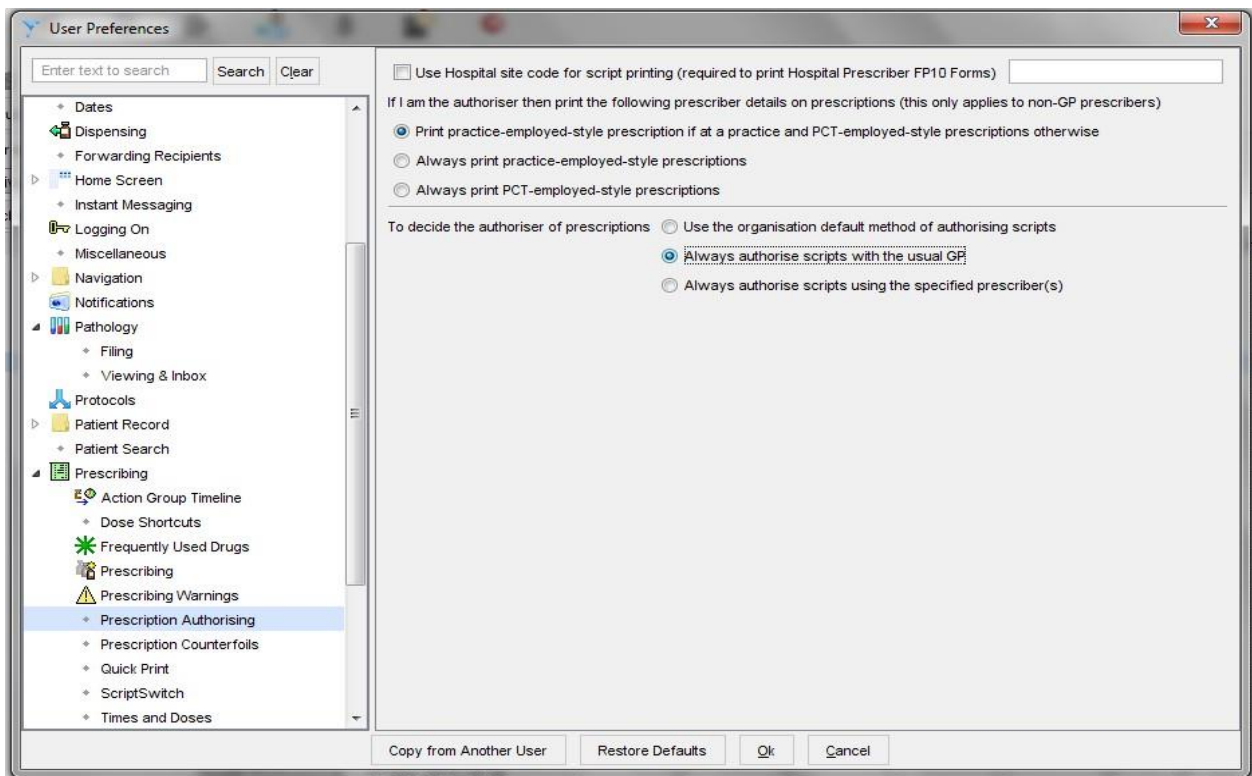 User Preferences
Enter text to search
Search
Clear
Dates
Dispensing
Forwarding Recipients
Home Screen
Instant Messaging
Logging On
Miscellaneous
Navigation
Notifications
Pathology
Filing
Viewing & Inbox
Protocols
Patient Record
Patient Search
Prescribing
Action Group Timeline
Dose Shortcuts
Frequently Used Drugs
Prescribing
Prescribing Warnings
Prescription Authorising
Prescription Counterfoils
Quick Print
ScriptSwitch
Times and Doses
Use Hospital site code for script printing (required to print Hospital Prescriber FP10 Forms)
If I am the authoriser then print the following prescriber details on prescriptions (this only applies to non-GP prescribers)
Print practice-employed-style prescription if at a practice and PCT-employed-style prescriptions otherwise
Always print practice-employed-style prescriptions
Always print PCT-employed-style prescriptions
To decide the authoriser of prescriptions
Use the organisation default method of authorising scripts
Always authorise scripts with the usual GP
Always authorise scripts using the specified prescriber(s)
Copy from Another User
Restore Defaults
Ok
Cancel